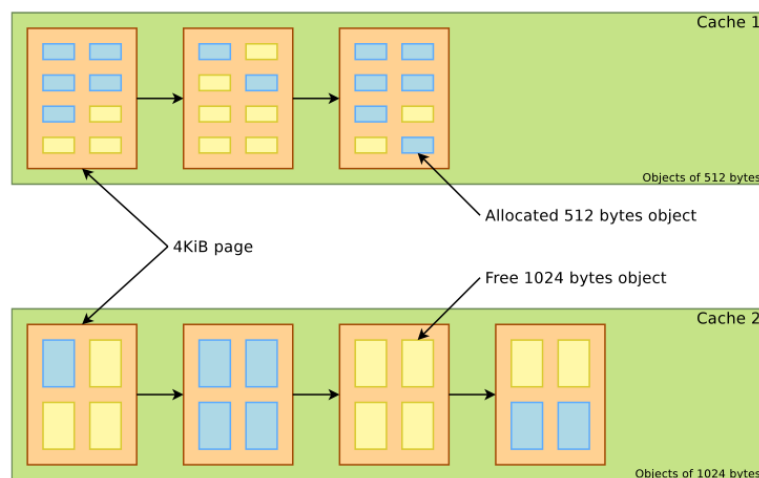 Cache 1
Objects of 512 bytes
Allocated 512 bytes object
4KiB page
Free 1024 bytes object
Cache 2
Objects of 1024 bytes